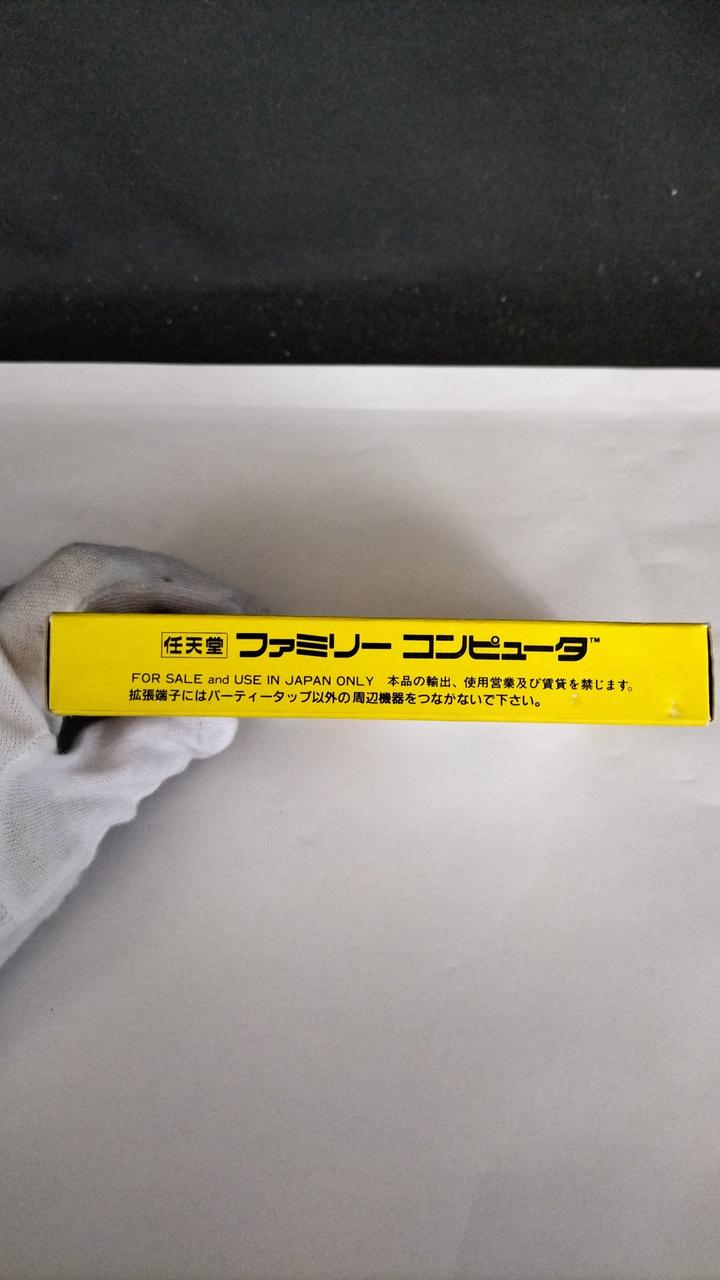 任天堂 ファミリー コンピュータ™
FOR SALE and USE IN JAPAN ONLY 本品の輸出、使用営業及び賃貸を禁じます。
拡張端子にはパーティータップ以外の周辺機器をつながないで下さい。